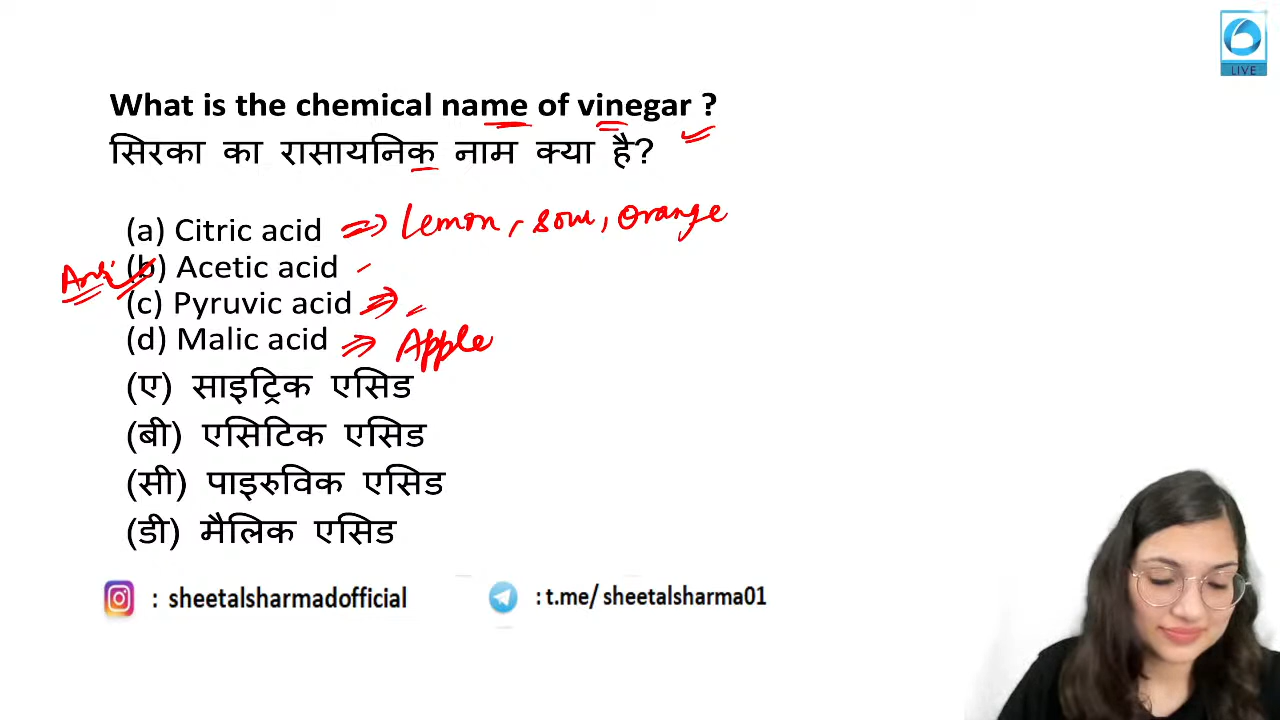 LIVE
What is the chemical name of vinegar ?
सिरका का रासायनिक नाम क्या है?
(a) Citric acid => Lemon, sour, Orange
Ans (b) Acetic acid
(c) Pyruvic acid =>
(d) Malic acid => Apple
(ए) साइट्रिक एसिड
(बी) एसिटिक एसिड
(सी) पाइरुविक एसिड
(डी) मैलिक एसिड
: sheetalsharmadofficial : t.me/ sheetalsharma01